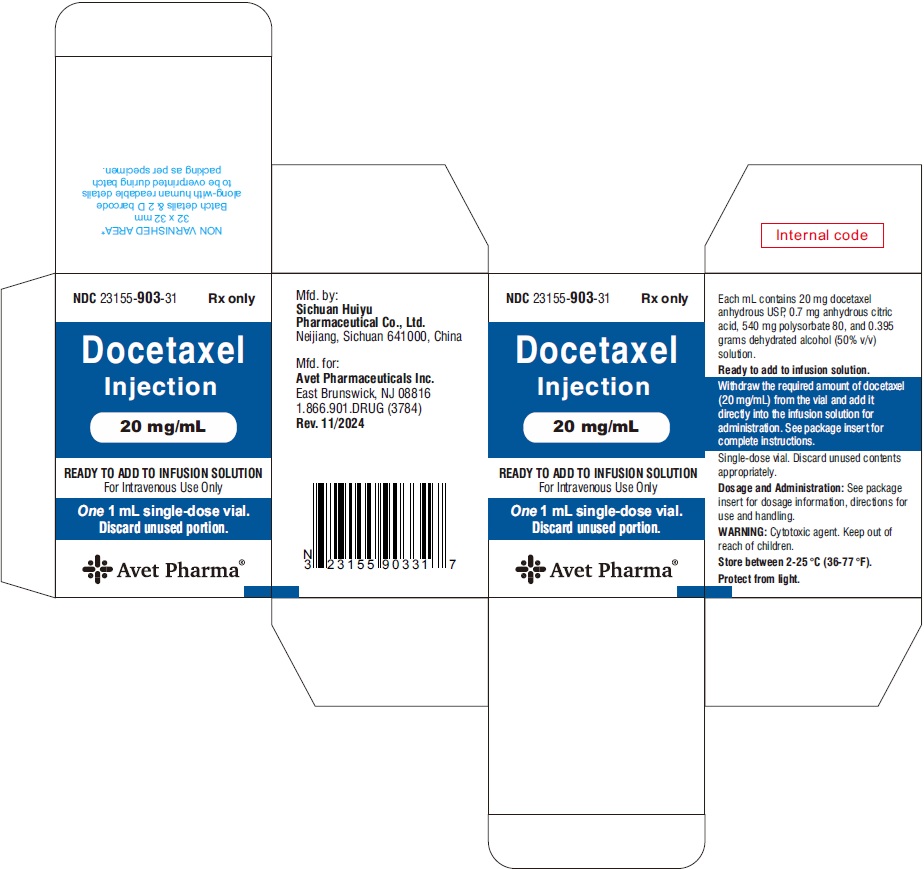 NON VARNISHED AREA*
32 x 32 mm
Batch details & 2 D barcode
along-with human readable details
to be overprinted during batch
packing as per specimen.
NDC 23155-903-31 Rx only
Docetaxel
Injection
20 mg/mL
READY TO ADD TO INFUSION SOLUTION
For Intravenous Use Only
One 1 mL single-dose vial.
Discard unused portion.
Avet Pharma®
Mfd. by:
Sichuan Huiyu
Pharmaceutical Co., Ltd.
Neijiang, Sichuan 641000, China
Mfd. for:
Avet Pharmaceuticals Inc.
East Brunswick, NJ 08816
1.866.901.DRUG (3784)
Rev. 11/2024
N
3 23155 90331 7
NDC 23155-903-31 Rx only
Docetaxel
Injection
20 mg/mL
READY TO ADD TO INFUSION SOLUTION
For Intravenous Use Only
One 1 mL single-dose vial.
Discard unused portion.
Avet Pharma®
Internal code
Each mL contains 20 mg docetaxel
anhydrous USP, 0.7 mg anhydrous citric
acid, 540 mg polysorbate 80, and 0.395
grams dehydrated alcohol (50% v/v)
solution.
Ready to add to infusion solution.
Withdraw the required amount of docetaxel
(20 mg/mL) from the vial and add it
directly into the infusion solution for
administration. See package insert for
complete instructions.
Single-dose vial. Discard unused contents
appropriately.
Dosage and Administration: See package
insert for dosage information, directions for
use and handling.
WARNING: Cytotoxic agent. Keep out of
reach of children.
Store between 2-25 °C (36-77 °F).
Protect from light.